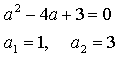 a² − 4a + 3 = 0
a₁ = 1,   a₂ = 3